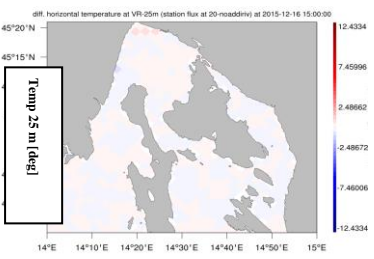 diff. horizontal temperature at VR-25m (station flux at 20-noaddriv) at 2015-12-16 15:00:00
45°20'N
45°15'N
Temp 25 m [deg]
12.4334
7.45996
2.48662
-2.48672
-7.46006
-12.4334
14°E 14°10'E 14°20'E 14°30'E 14°40'E 14°50'E 15°E